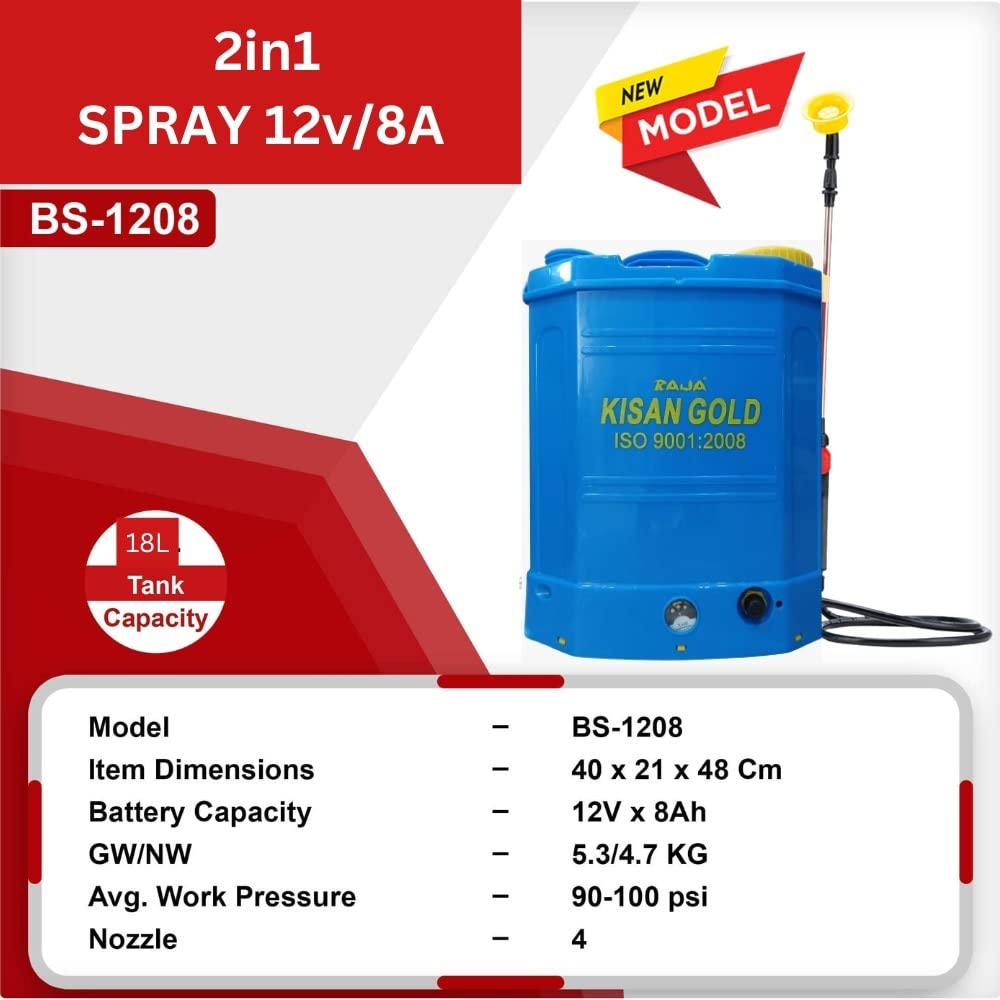 2in1
SPRAY 12v/8A
BS-1208
NEW
MODEL
RAJA
KISAN GOLD
ISO 9001:2008
18L
Tank
Capacity
Model – BS-1208
Item Dimensions – 40 x 21 x 48 Cm
Battery Capacity – 12V x 8Ah
GW/NW – 5.3/4.7 KG
Avg. Work Pressure – 90-100 psi
Nozzle – 4